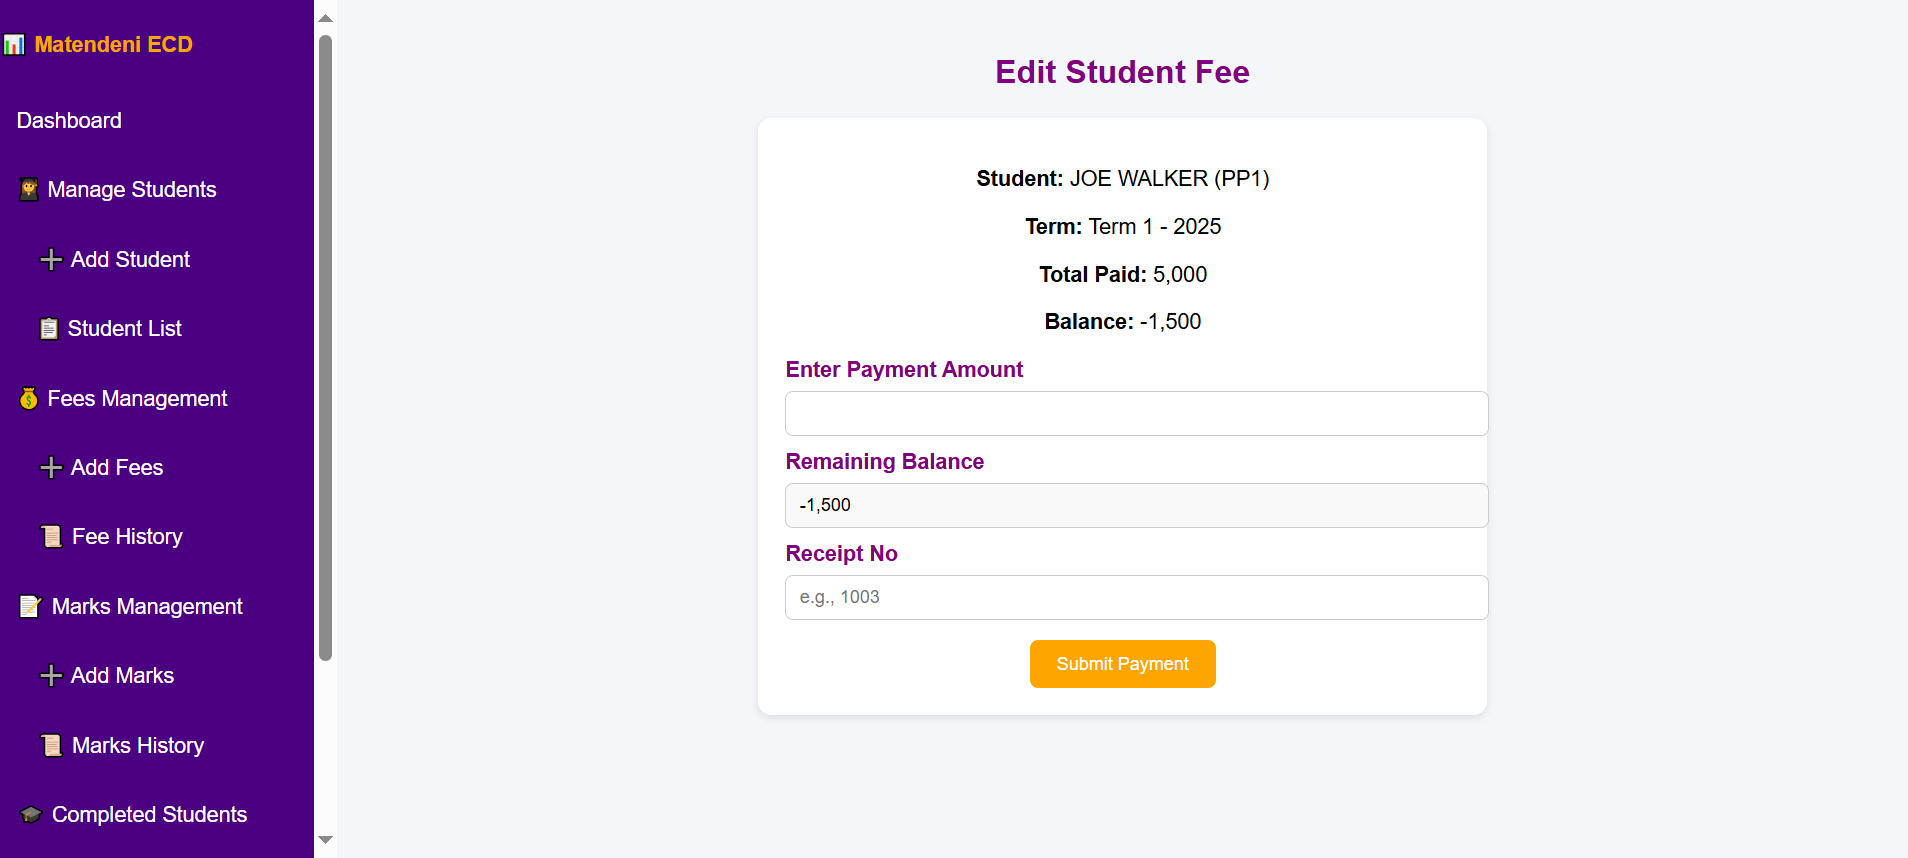 Matendeni ECD
Dashboard
Manage Students
Add Student
Student List
Fees Management
Add Fees
Fee History
Marks Management
Add Marks
Marks History
Completed Students
Edit Student Fee
Student: JOE WALKER (PP1)
Term: Term 1 - 2025
Total Paid: 5,000
Balance: -1,500
Enter Payment Amount
Remaining Balance
-1,500
Receipt No
e.g., 1003
Submit Payment